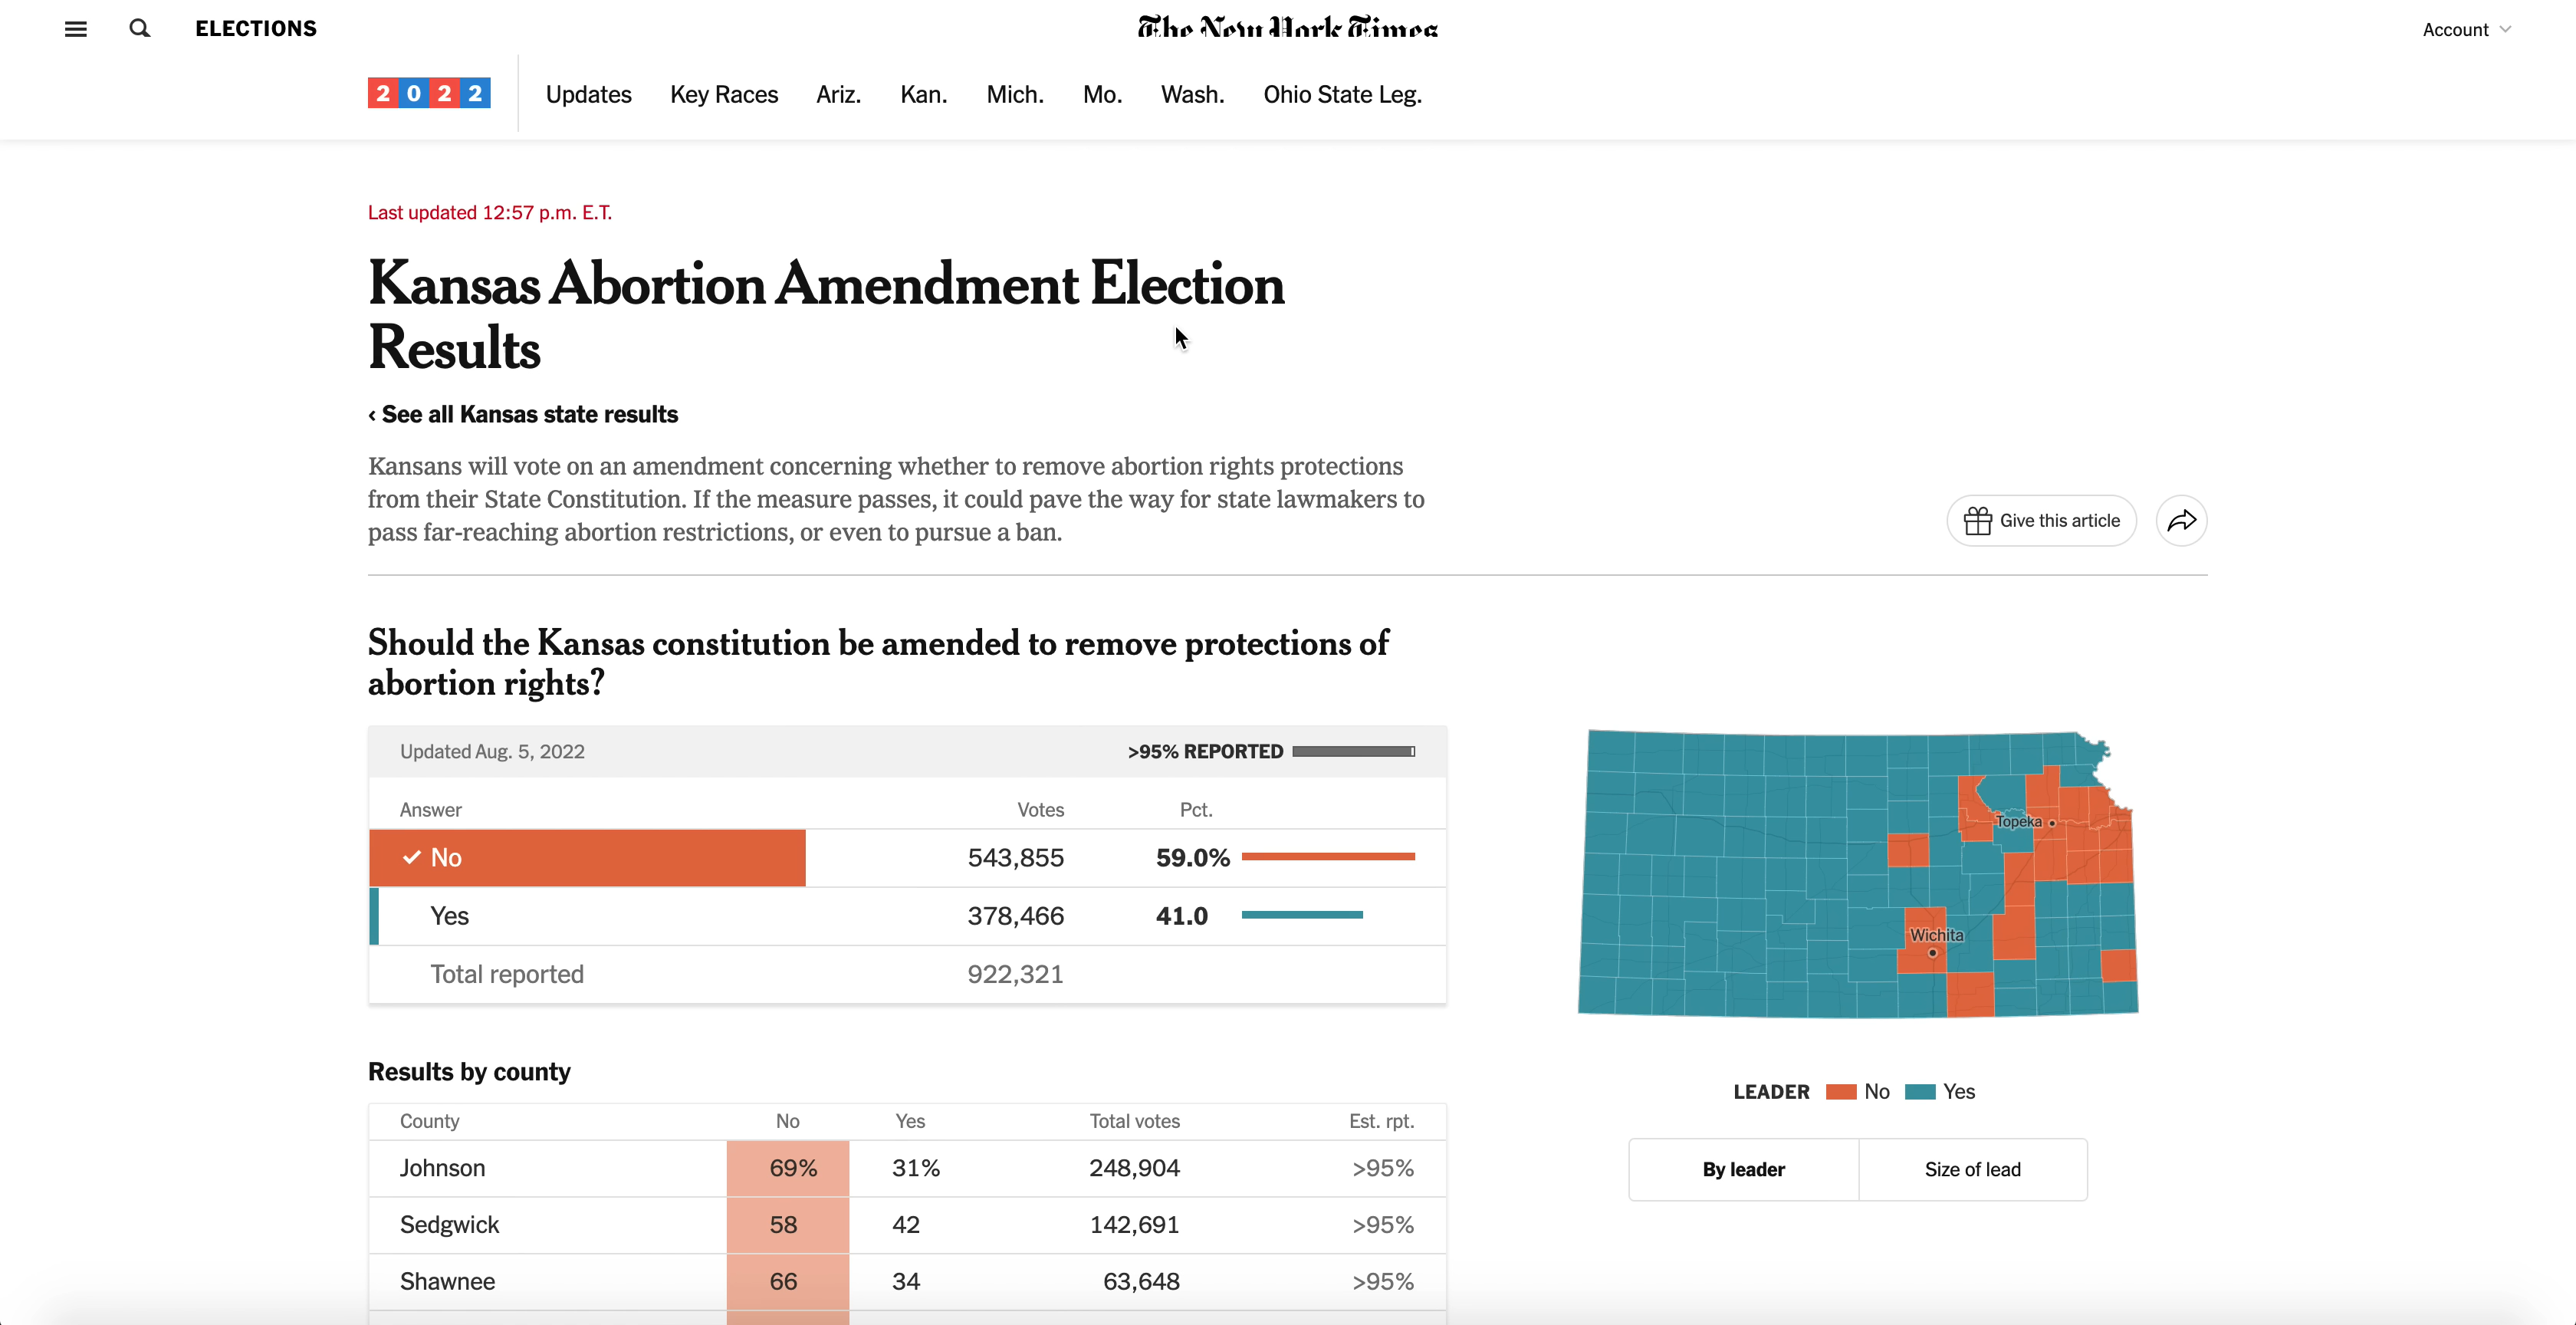 ELECTIONS
The New York Times
Account
2022
Updates Key Races Ariz. Kan. Mich. Mo. Wash. Ohio State Leg.
Last updated 12:57 p.m. E.T.
Kansas Abortion Amendment Election
Results
‹ See all Kansas state results
Kansans will vote on an amendment concerning whether to remove abortion rights protections
from their State Constitution. If the measure passes, it could pave the way for state lawmakers to
pass far-reaching abortion restrictions, or even to pursue a ban.
Give this article
Should the Kansas constitution be amended to remove protections of
abortion rights?
Updated Aug. 5, 2022 >95% REPORTED
Answer Votes Pct.
No 543,855 59.0%
Yes 378,466 41.0
Total reported 922,321
Results by county
County No Yes Total votes Est. rpt.
Johnson 69% 31% 248,904 >95%
Sedgwick 58 42 142,691 >95%
Shawnee 66 34 63,648 >95%
Topeka
Wichita
LEADER No Yes
By leader Size of lead